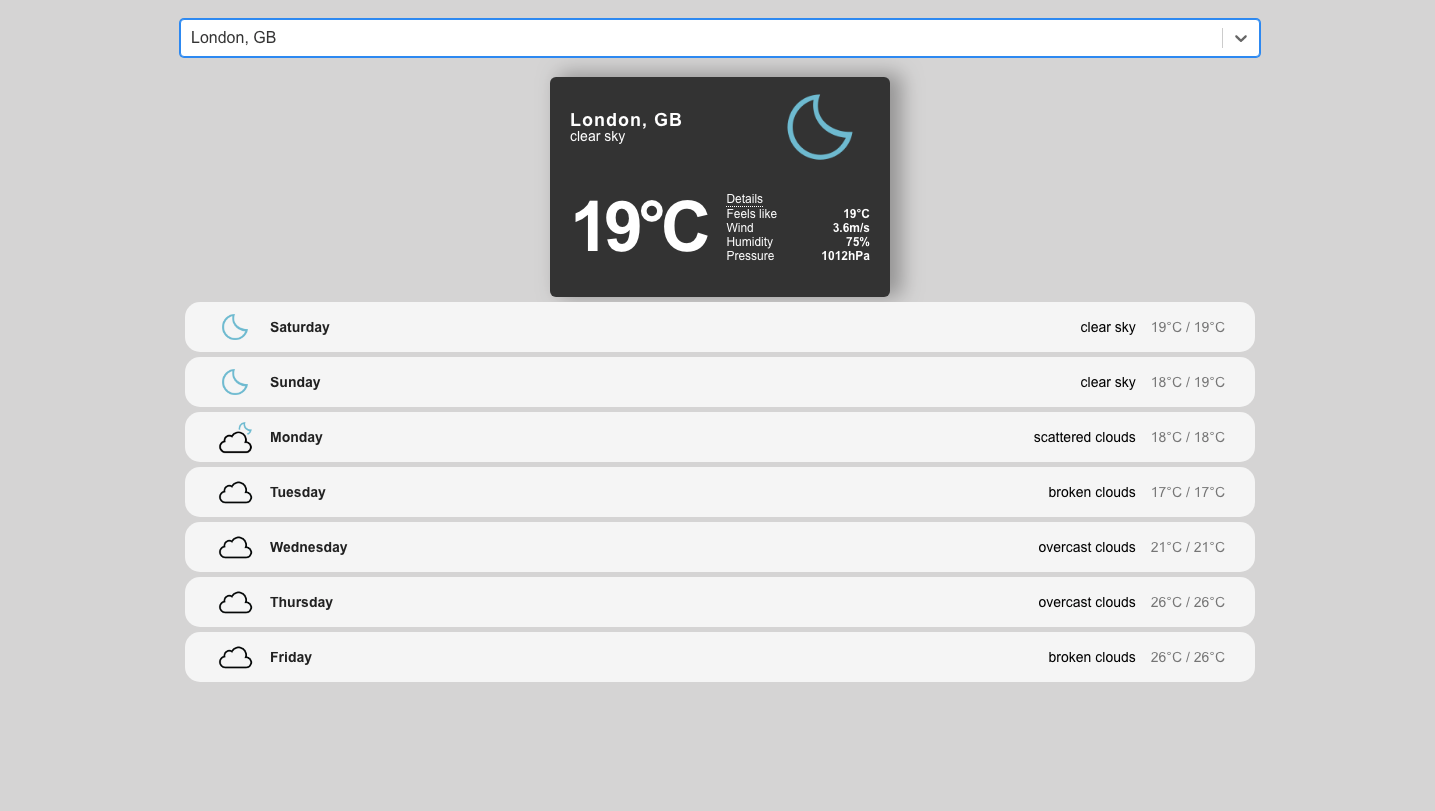 London, GB
London, GB
clear sky
19°C
Details
Feels like 19°C
Wind 3.6m/s
Humidity 75%
Pressure 1012hPa
Saturday clear sky 19°C / 19°C
Sunday clear sky 18°C / 19°C
Monday scattered clouds 18°C / 18°C
Tuesday broken clouds 17°C / 17°C
Wednesday overcast clouds 21°C / 21°C
Thursday overcast clouds 26°C / 26°C
Friday broken clouds 26°C / 26°C